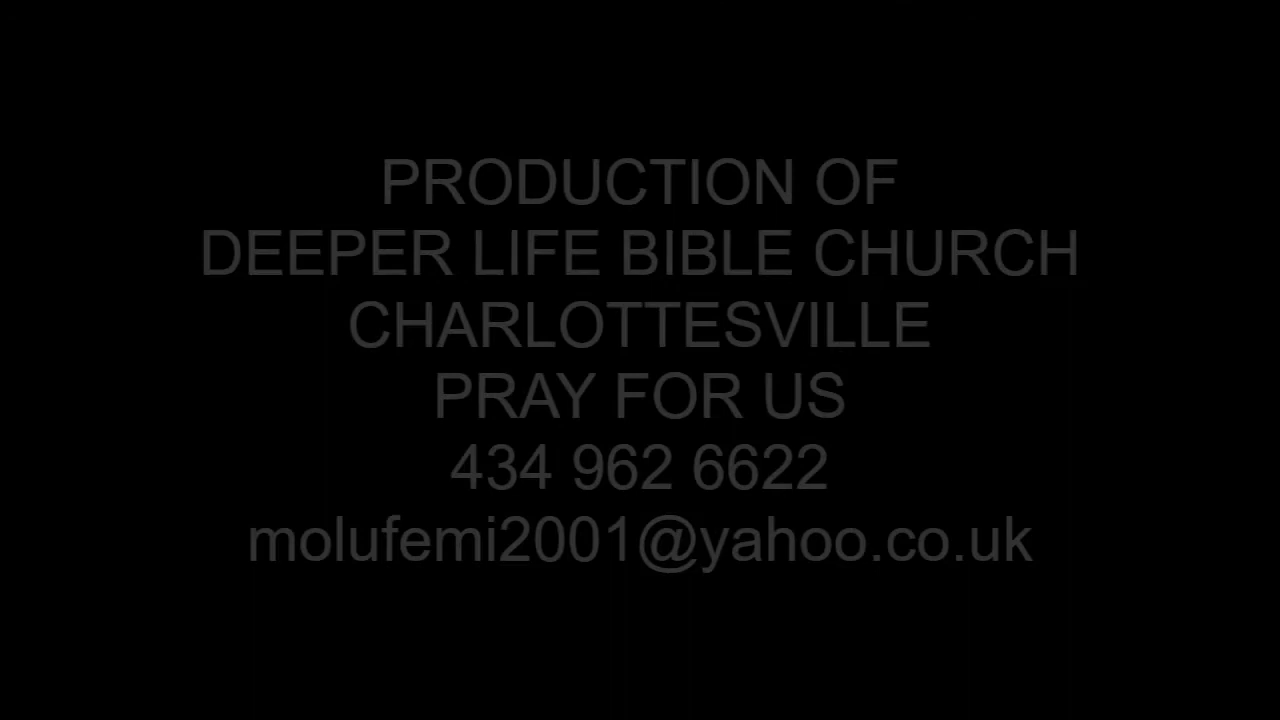 PRODUCTION OF
DEEPER LIFE BIBLE CHURCH
CHARLOTTESVILLE
PRAY FOR US
434 962 6622
molufemi2001@yahoo.co.uk